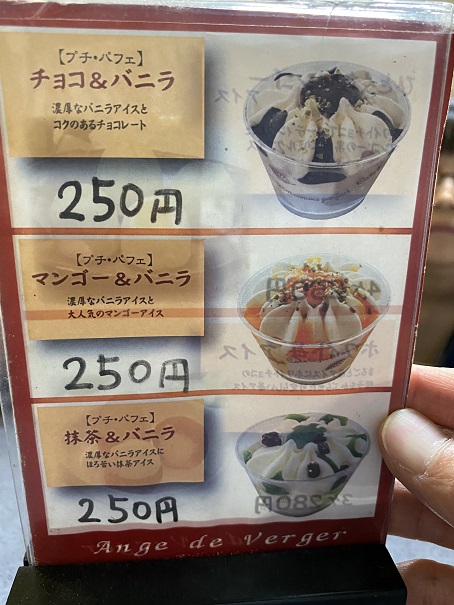 【プチ・パフェ】
チョコ&バニラ
濃厚なバニラアイスと
コクのあるチョコレート
250円
【プチ・パフェ】
マンゴー&バニラ
濃厚なバニラアイスと
大人気のマンゴーアイス
250円
【プチ・パフェ】
抹茶&バニラ
濃厚なバニラアイスに
ほろ苦い抹茶アイス
250円
Ange de Verger